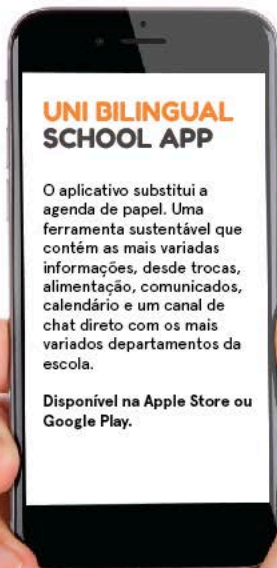 UNI BILINGUAL
SCHOOL APP
O aplicativo substitui a
agenda de papel. Uma
ferramenta sustentável que
contém as mais variadas
informações, desde trocas,
alimentação, comunicados,
calendário e um canal de
chat direto com os mais
variados departamentos da
escola.
Disponível na Apple Store ou
Google Play.